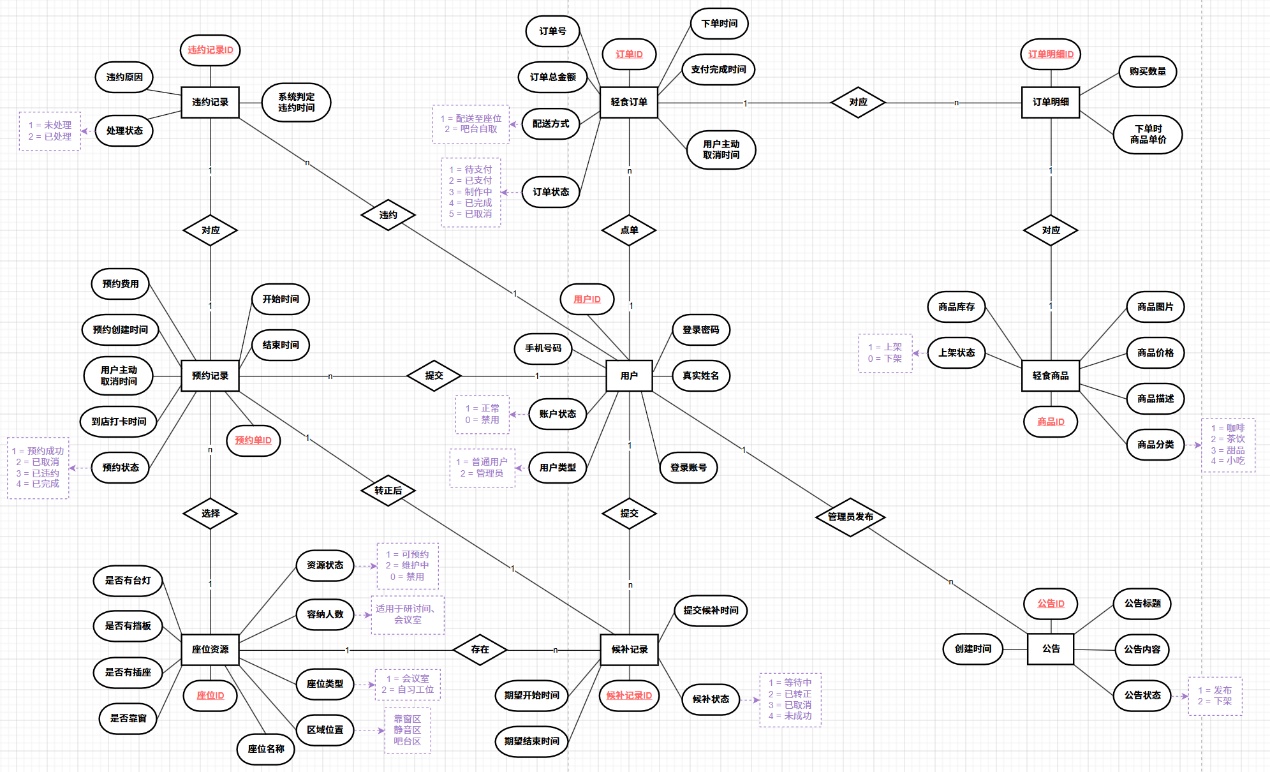 违约记录ID
违约原因
违约记录
系统判定
违约时间
处理状态
1 = 未处理
2 = 已处理
订单号
订单ID
下单时间
订单总金额
支付完成时间
轻食订单
配送方式
1 = 配送至座位
2 = 吧台自取
用户主动
取消时间
订单状态
1 = 待支付
2 = 已支付
3 = 制作中
4 = 已完成
5 = 已取消
1
对应
n
订单明细ID
购买数量
订单明细
下单时
商品单价
1
对应
1
n
违约
1
n
点单
1
1
对应
1
预约费用
开始时间
预约创建时间
结束时间
用户主动
取消时间
预约记录
到店打卡时间
预约单ID
预约状态
1 = 预约成功
2 = 已取消
3 = 已违约
4 = 已完成
n
提交
1
用户ID
手机号码
登录密码
用户
真实姓名
账户状态
1 = 正常
0 = 禁用
用户类型
1 = 普通用户
2 = 管理员
登录账号
商品库存
商品图片
上架状态
1 = 上架
0 = 下架
商品价格
轻食商品
商品描述
商品ID
商品分类
1 = 咖啡
2 = 茶饮
3 = 甜品
4 = 小吃
n
选择
1
1
转正后
1
1
提交
n
1
管理员发布
n
是否有台灯
资源状态
1 = 可预约
2 = 维护中
0 = 禁用
是否有挡板
容纳人数
适用于研讨间、
会议室
座位资源
是否有插座
座位ID
座位类型
1 = 会议室
2 = 自习工位
是否靠窗
区域位置
靠窗区
静音区
吧台区
座位名称
1
存在
n
提交候补时间
候补记录
期望开始时间
候补记录ID
候补状态
1 = 等待中
2 = 已转正
3 = 已取消
4 = 未成功
期望结束时间
公告ID
公告标题
创建时间
公告
公告内容
公告状态
1 = 发布
2 = 下架